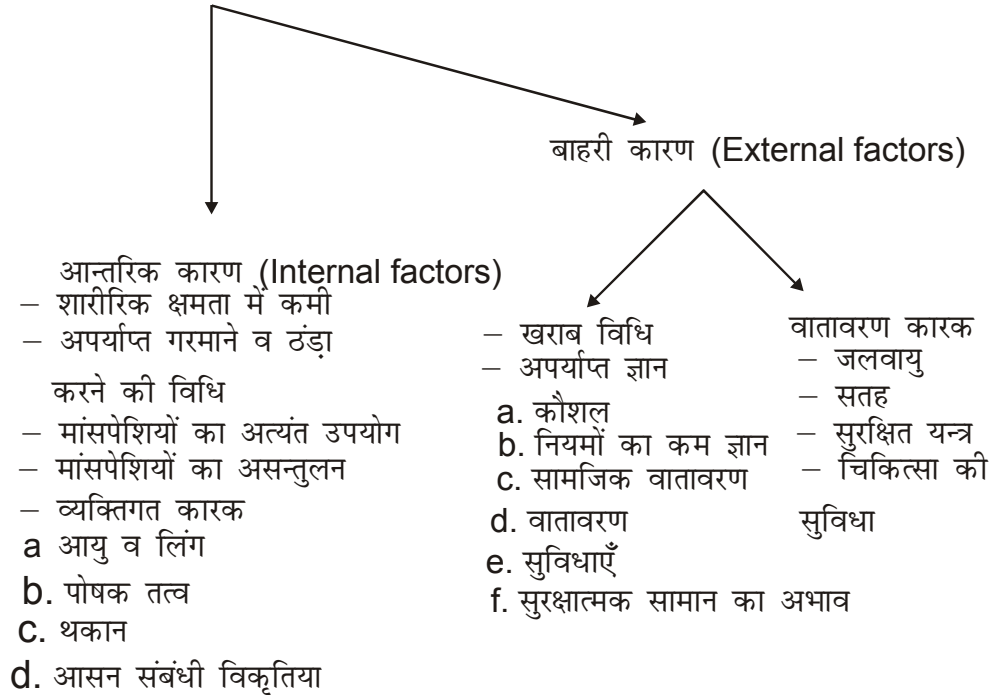 बाहरी कारण (External factors)
आन्तरिक कारण (Internal factors)
– शारीरिक क्षमता में कमी
– अपर्याप्त गरमाने व ठंड़ा
करने की विधि
– मांसपेशियों का अत्यंत उपयोग
– मांसपेशियों का असन्तुलन
– व्यक्तिगत कारक
a आयु व लिंग
b. पोषक तत्व
c. थकान
d. आसन संबंधी विकृतिया
– खराब विधि
– अपर्याप्त ज्ञान
a. कौशल
b. नियमों का कम ज्ञान
c. सामजिक वातावरण
d. वातावरण
e. सुविधाएँ
f. सुरक्षात्मक सामान का अभाव
वातावरण कारक
– जलवायु
– सतह
– सुरक्षित यन्त्र
– चिकित्सा की
सुविधा